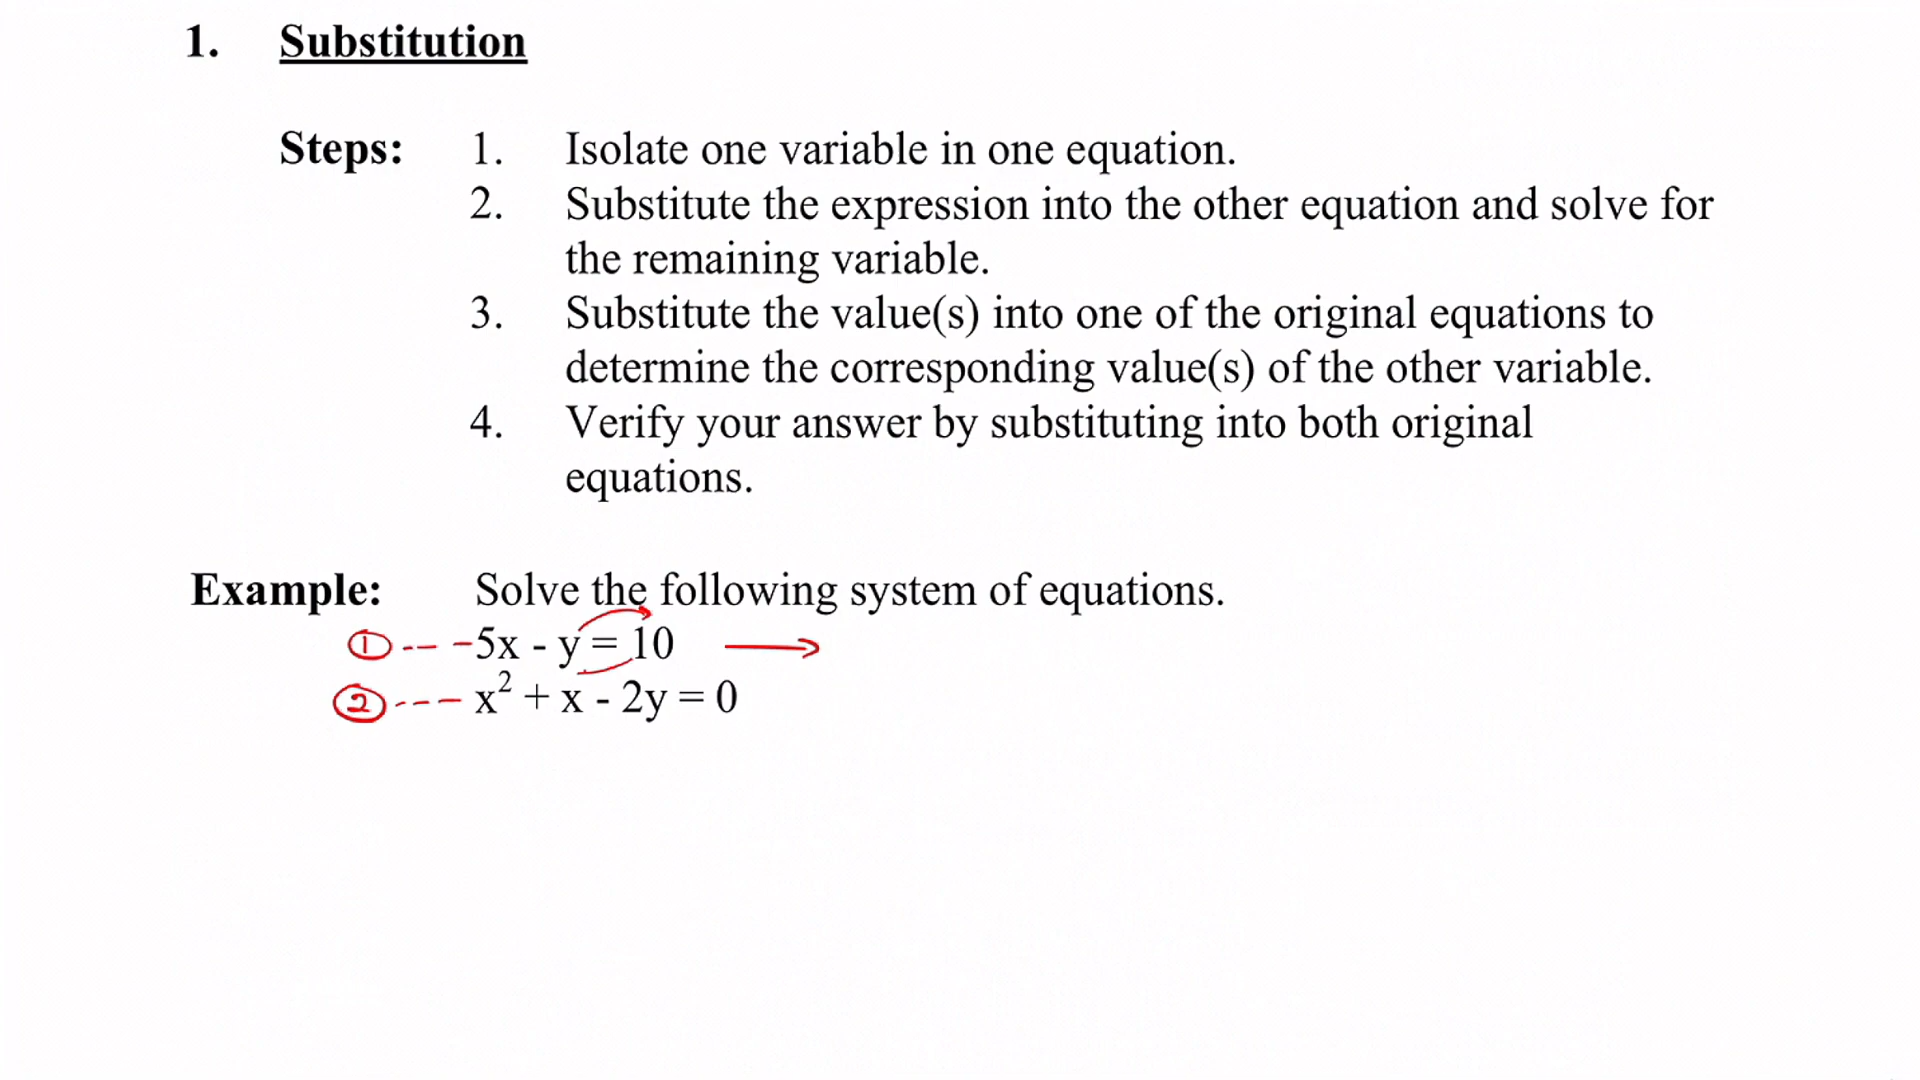 1. Substitution
Steps: 1. Isolate one variable in one equation.
2. Substitute the expression into the other equation and solve for
the remaining variable.
3. Substitute the value(s) into one of the original equations to
determine the corresponding value(s) of the other variable.
4. Verify your answer by substituting into both original
equations.
Example: Solve the following system of equations.
① --- 5x - y = 10 →
② --- x² + x - 2y = 0